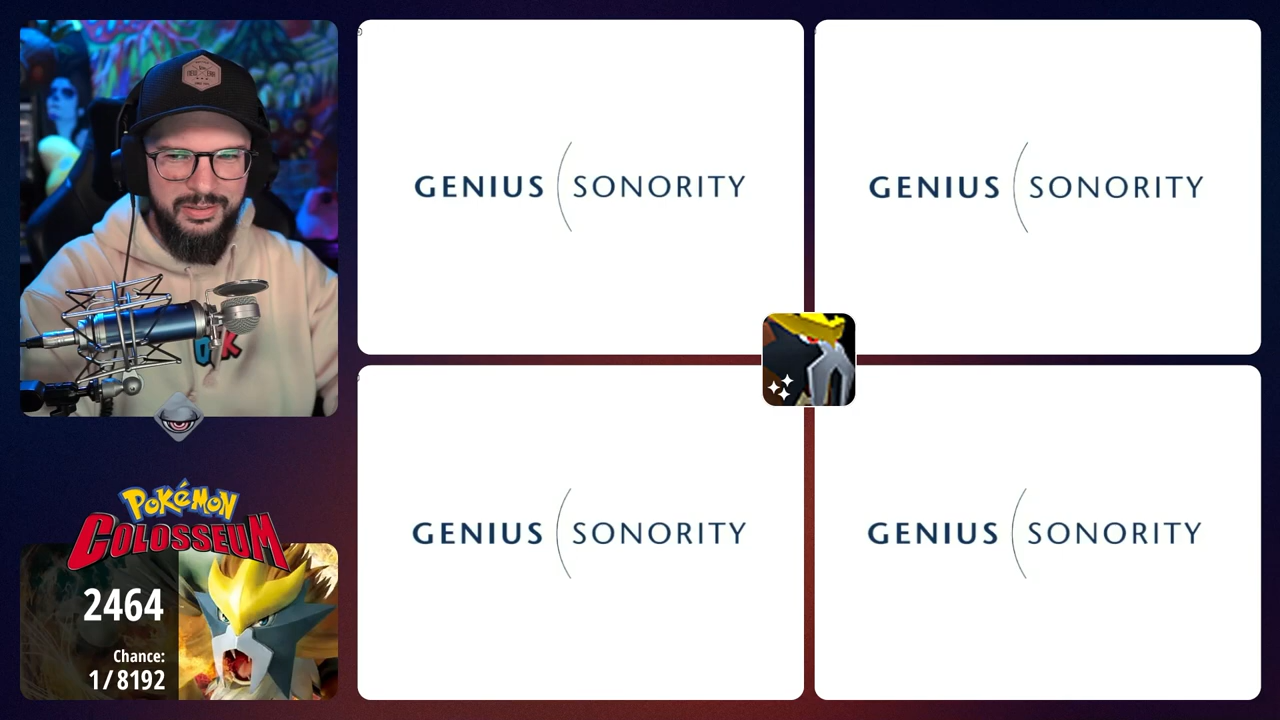 GENIUS SONORITY
GENIUS SONORITY
GENIUS SONORITY
GENIUS SONORITY
POKéMON
COLOSSEUM
2464
Chance:
1/8192